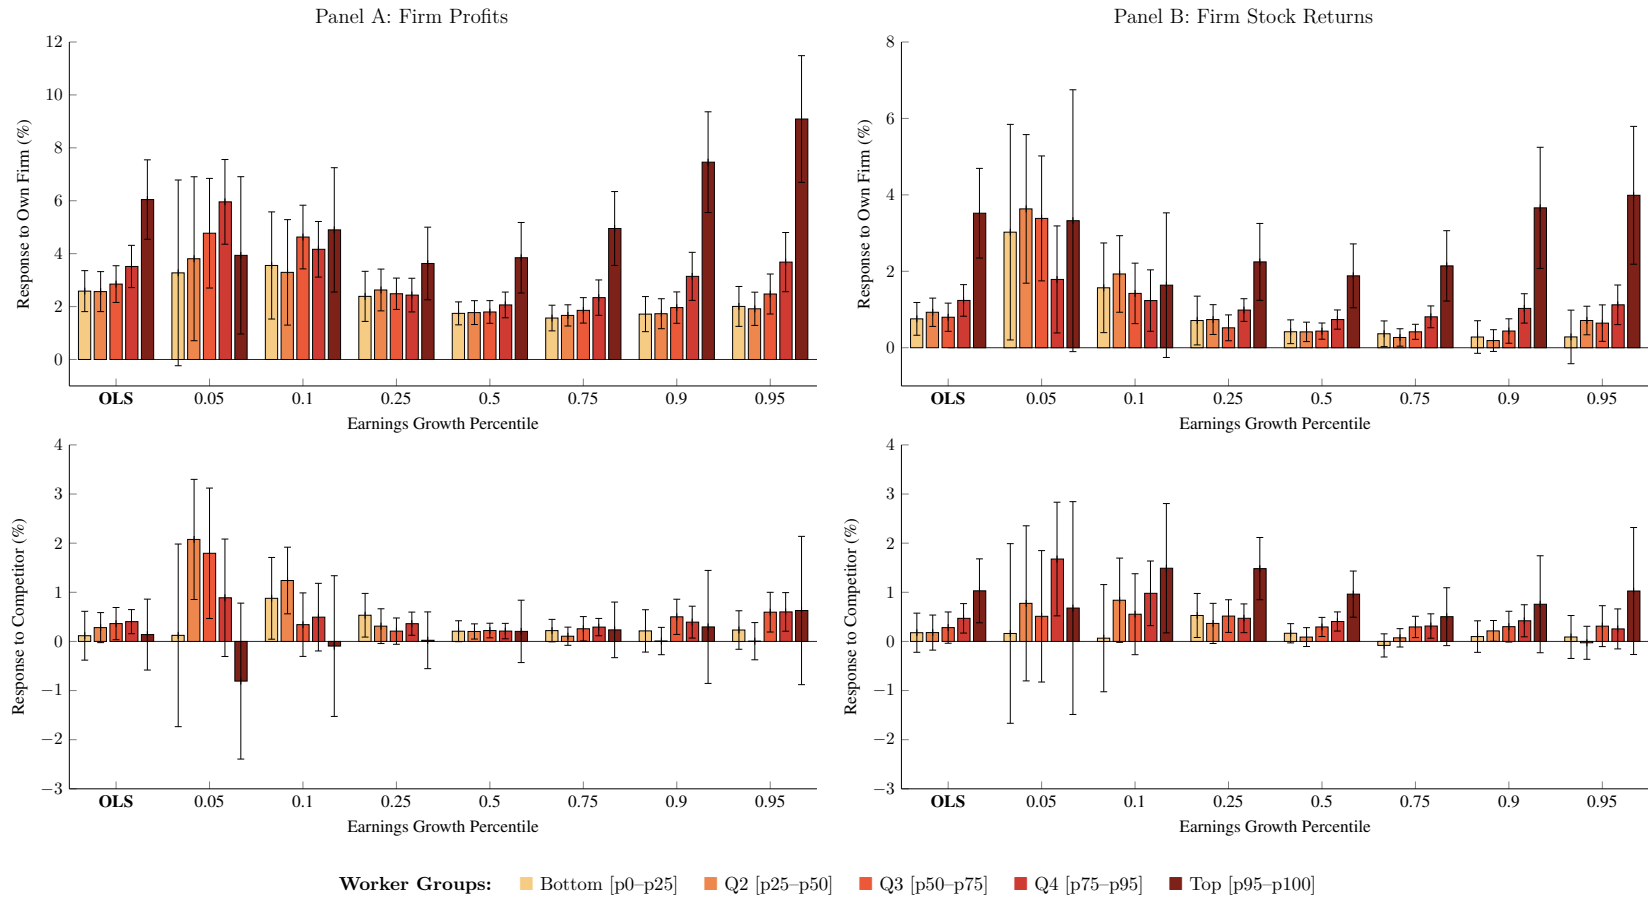 Panel A: Firm Profits
12
10
8
6
4
2
0
Response to Own Firm (%)
OLS 0.05 0.1 0.25 0.5 0.75 0.9 0.95
Earnings Growth Percentile
Panel B: Firm Stock Returns
8
6
4
2
0
Response to Own Firm (%)
OLS 0.05 0.1 0.25 0.5 0.75 0.9 0.95
Earnings Growth Percentile
4
3
2
1
0
−1
−2
−3
Response to Competitor (%)
OLS 0.05 0.1 0.25 0.5 0.75 0.9 0.95
Earnings Growth Percentile
4
3
2
1
0
−1
−2
−3
Response to Competitor (%)
OLS 0.05 0.1 0.25 0.5 0.75 0.9 0.95
Earnings Growth Percentile
Worker Groups: Bottom [p0–p25] Q2 [p25–p50] Q3 [p50–p75] Q4 [p75–p95] Top [p95–p100]